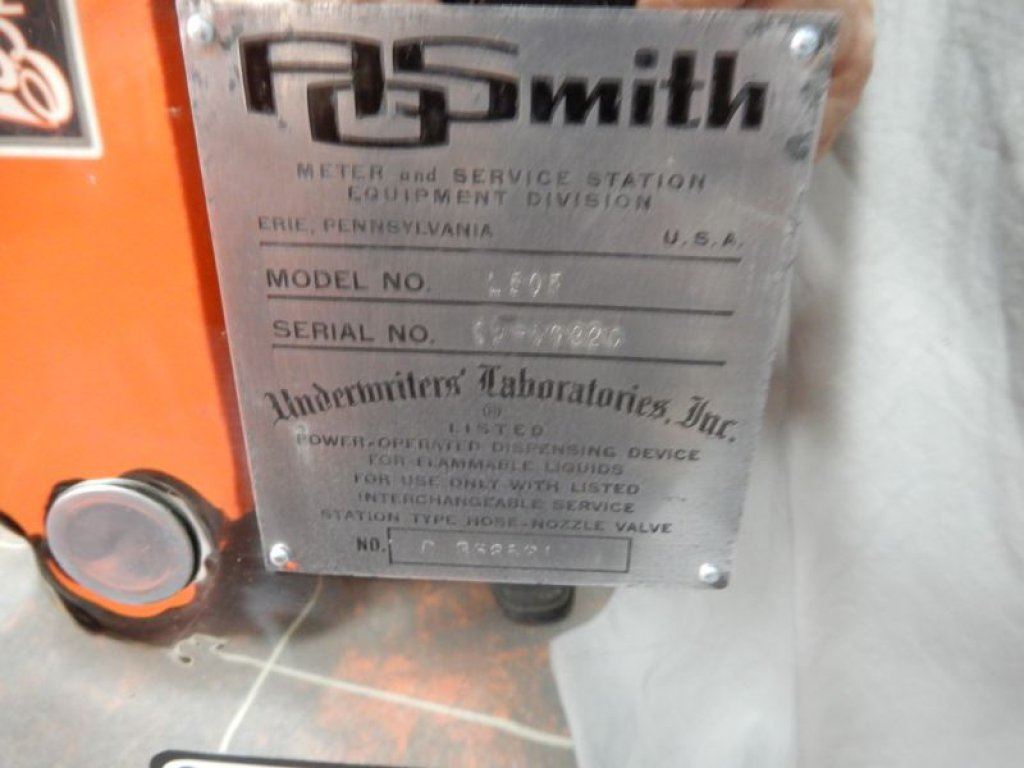 AOSmith
METER and SERVICE STATION
EQUIPMENT DIVISION
ERIE, PENNSYLVANIA U.S.A.
MODEL NO.
SERIAL NO.
Underwriters' Laboratories, Inc.
LISTED
POWER-OPERATED DISPENSING DEVICE
FOR FLAMMABLE LIQUIDS
FOR USE ONLY WITH LISTED
INTERCHANGEABLE SERVICE
STATION TYPE HOSE-NOZZLE VALVE
NO.